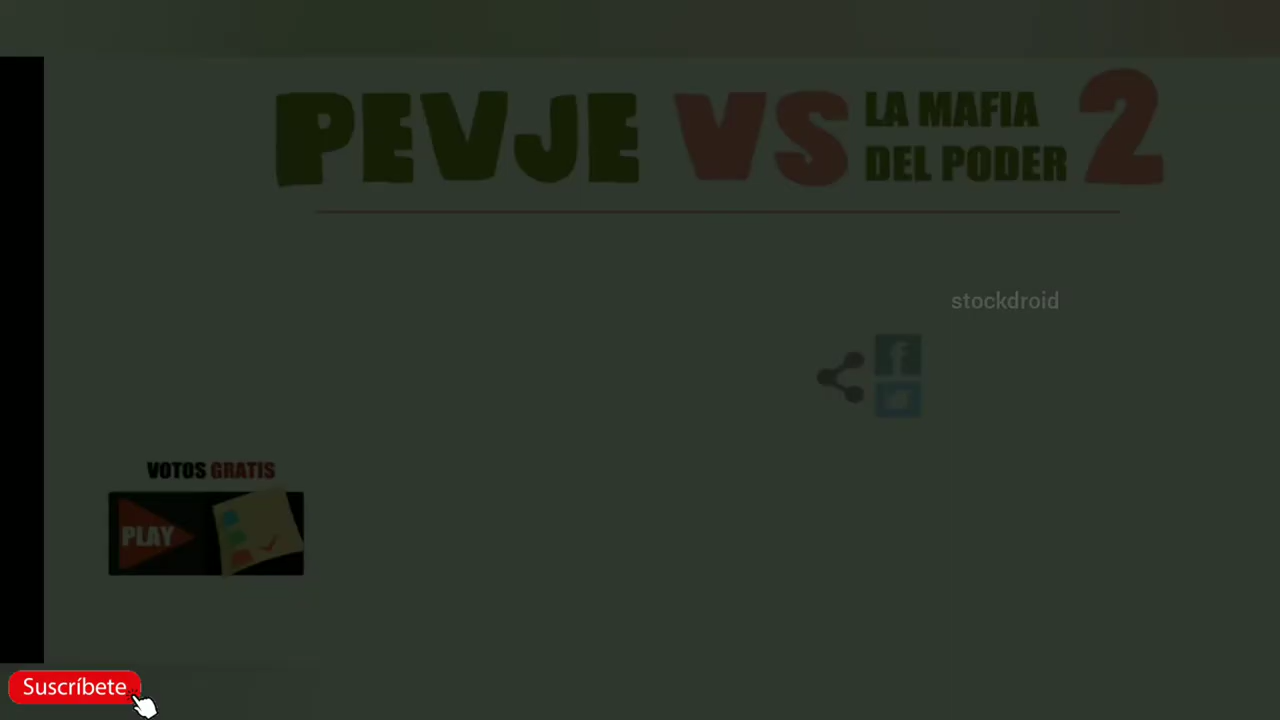 PEVJE VS LA MAFIA DEL PODER 2
stockdroid
f
VOTOS GRATIS
PLAY
Suscríbete